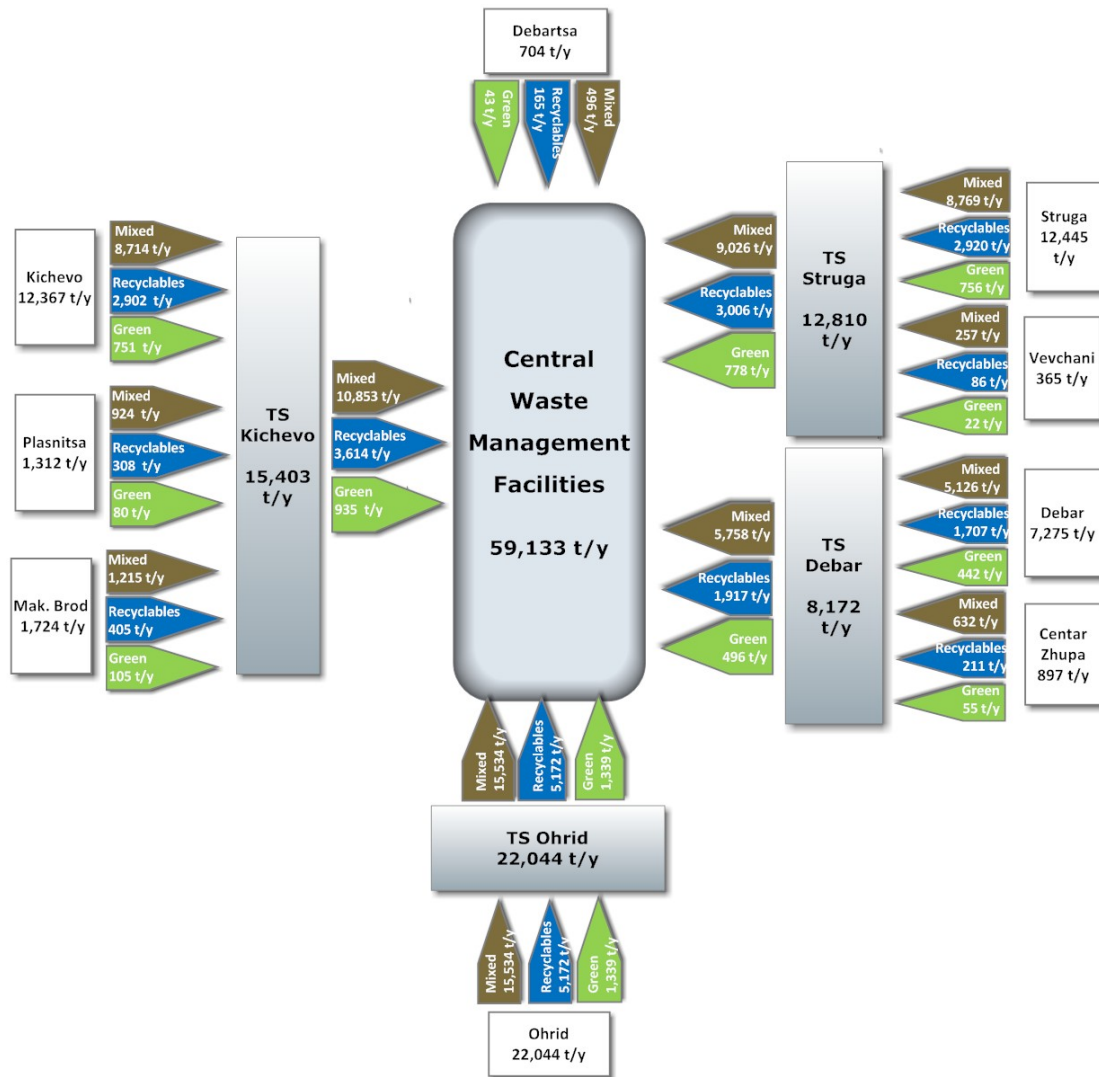 Debartsa
704 t/y
Green
43 t/y
Recyclables
165 t/y
Mixed
496 t/y
Kichevo
12,367 t/y
Mixed
8,714 t/y
Recyclables
2,902 t/y
Green
751 t/y
Plasnitsa
1,312 t/y
Mixed
924 t/y
Recyclables
308 t/y
Green
80 t/y
Mak. Brod
1,724 t/y
Mixed
1,215 t/y
Recyclables
405 t/y
Green
105 t/y
TS
Kichevo
15,403
t/y
Mixed
10,853 t/y
Recyclables
3,614 t/y
Green
935 t/y
Central
Waste
Management
Facilities
59,133 t/y
Mixed
9,026 t/y
Recyclables
3,006 t/y
Green
778 t/y
TS
Struga
12,810
t/y
Mixed
8,769 t/y
Recyclables
2,920 t/y
Green
756 t/y
Struga
12,445
t/y
Mixed
257 t/y
Recyclables
86 t/y
Green
22 t/y
Vevchani
365 t/y
Mixed
5,758 t/y
Recyclables
1,917 t/y
Green
496 t/y
TS
Debar
8,172
t/y
Mixed
5,126 t/y
Recyclables
1,707 t/y
Green
442 t/y
Debar
7,275 t/y
Mixed
632 t/y
Recyclables
211 t/y
Green
55 t/y
Centar
Zhupa
897 t/y
Mixed
15,534 t/y
Recyclables
5,172 t/y
Green
1,339 t/y
TS Ohrid
22,044 t/y
Mixed
15,534 t/y
Recyclables
5,172 t/y
Green
1,339 t/y
Ohrid
22,044 t/y